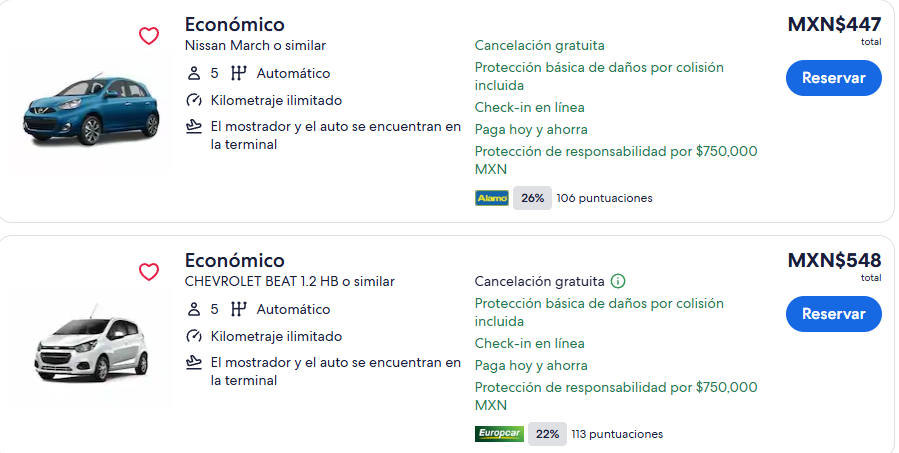 Económico
MXN$447
Nissan March o similar
total
Cancelación gratuita
5 Automático
Protección básica de daños por colisión
incluida
Reservar
Kilometraje ilimitado
Check-in en línea
El mostrador y el auto se encuentran en
la terminal
Paga hoy y ahorra
Protección de responsabilidad por $750,000
MXN
Alamo 26% 106 puntuaciones
Económico
MXN$548
CHEVROLET BEAT 1.2 HB o similar
total
Cancelación gratuita
5 Automático
Protección básica de daños por colisión
incluida
Reservar
Kilometraje ilimitado
Check-in en línea
El mostrador y el auto se encuentran en
la terminal
Paga hoy y ahorra
Protección de responsabilidad por $750,000
MXN
Europcar 22% 113 puntuaciones